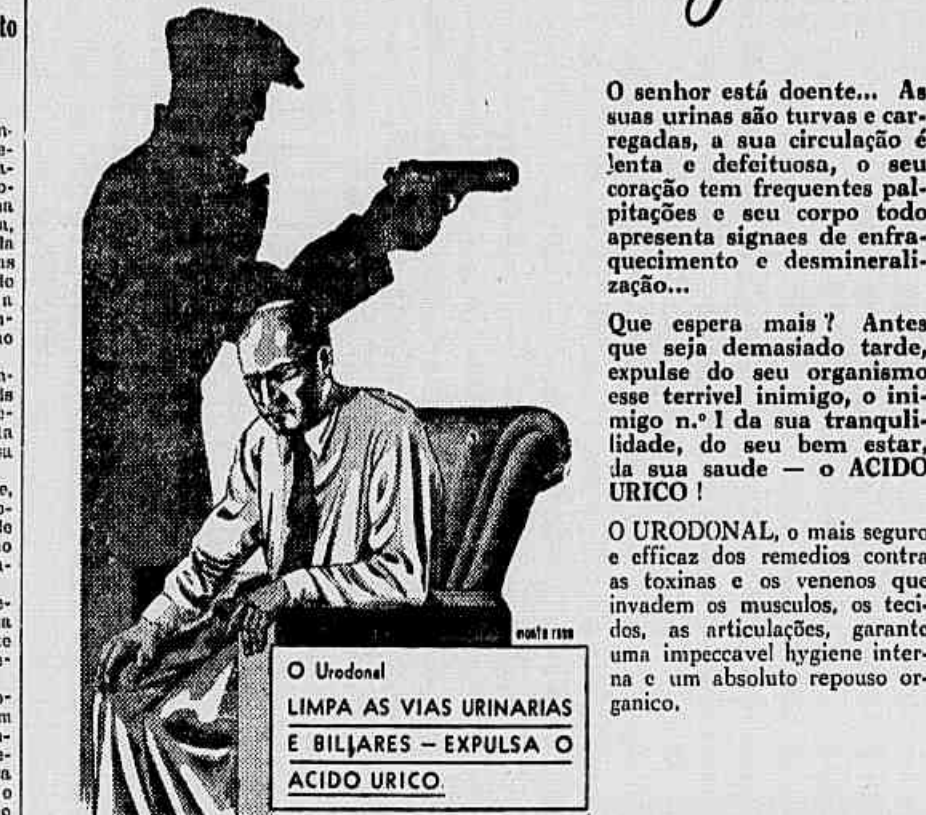 to
O senhor está doente... As
suas urinas são turvas e car-
regadas, a sua circulação é
lenta e defeituosa, o seu
coração tem frequentes pal-
pitações e seu corpo todo
apresenta signaes de enfra-
quecimento e desminerali-
zação...
Que espera mais ? Antes
que seja demasiado tarde,
expulse do seu organismo
esse terrivel inimigo, o ini-
migo n.º 1 da sua tranqui-
lidade, do seu bem estar,
da sua saude — o ACIDO
URICO !
O URODONAL, o mais seguro
e efficaz dos remedios contra
as toxinas e os venenos que
invadem os musculos, os teci-
dos, as articulações, garante
uma impeccavel hygiene inter-
na e um absoluto repouso or-
ganico.
O Urodonal
LIMPA AS VIAS URINARIAS
E BILIARES – EXPULSA O
ACIDO URICO.